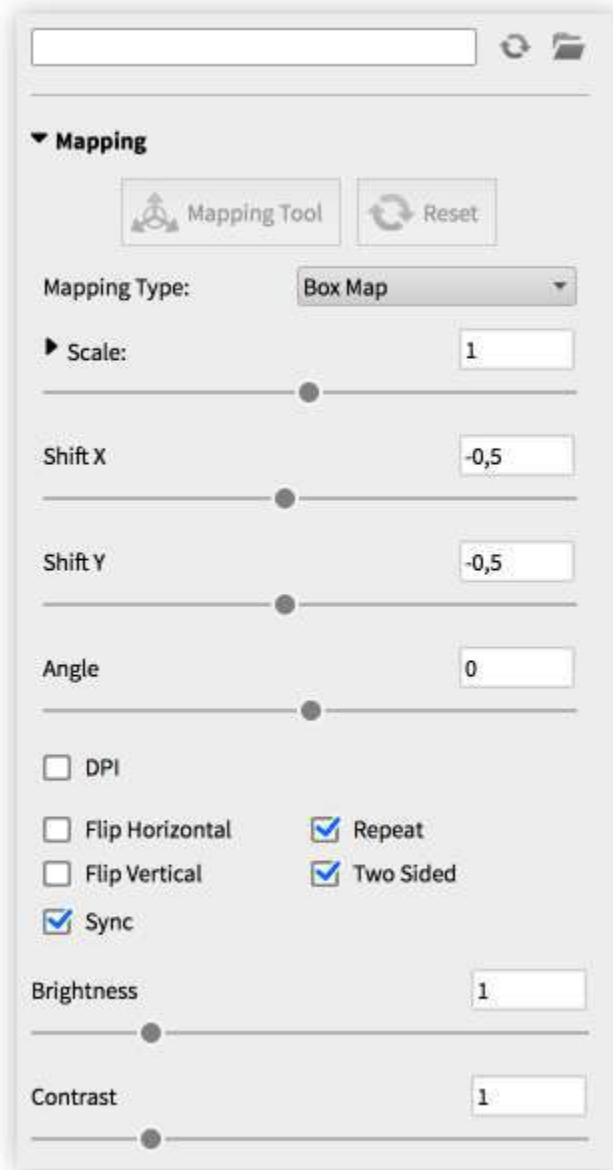 Mapping
Mapping Tool Reset
Mapping Type: Box Map
Scale: 1
Shift X -0,5
Shift Y -0,5
Angle 0
DPI
Flip Horizontal Repeat
Flip Vertical Two Sided
Sync
Brightness 1
Contrast 1